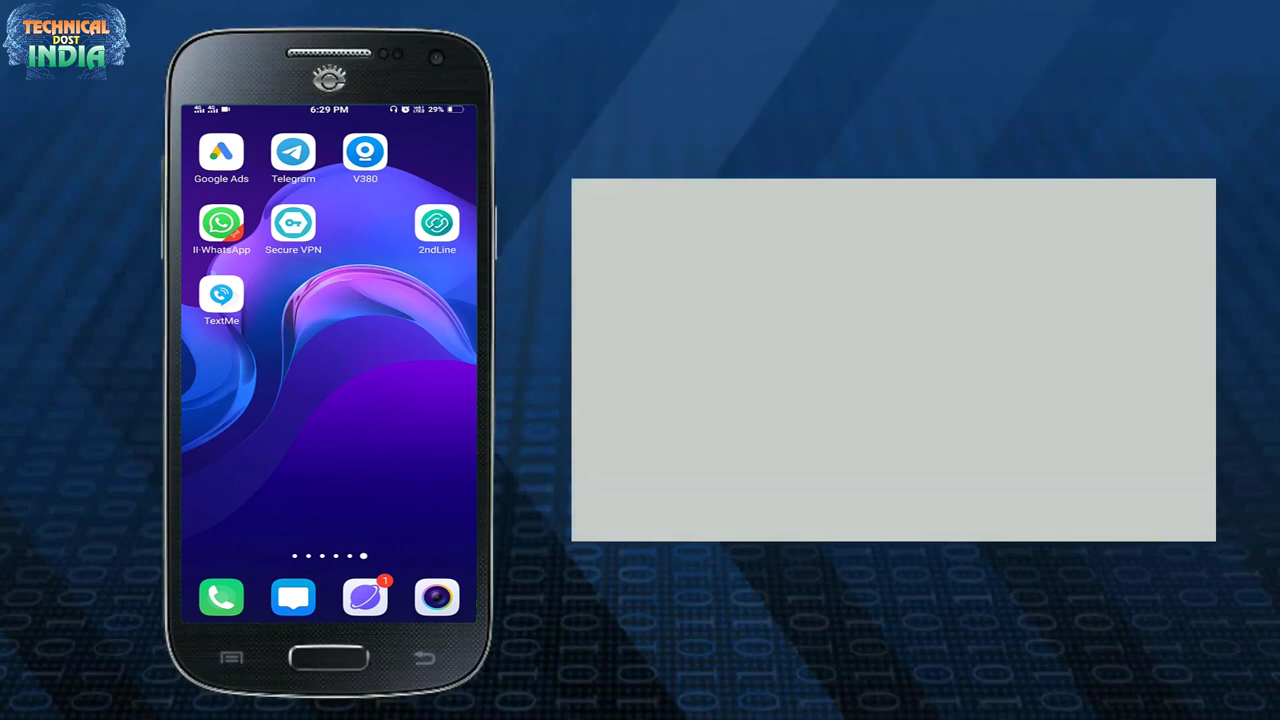 TECHNICAL
DOST
INDIA
6:29 PM
29%
Google Ads
Telegram
V380
II·WhatsApp
Secure VPN
2ndLine
TextMe
1